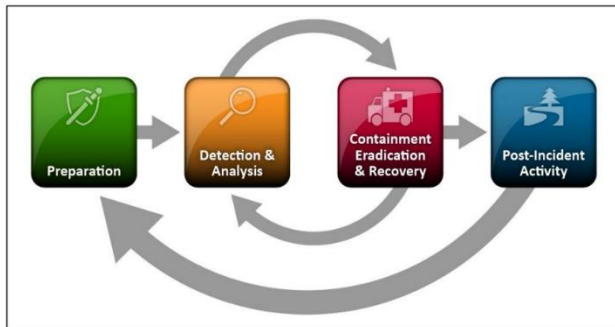 Preparation
Detection &
Analysis
Containment
Eradication
& Recovery
Post-Incident
Activity